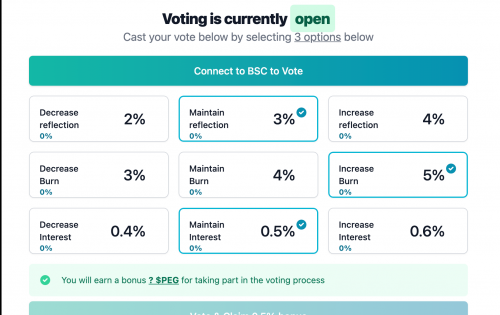 Voting is currently open
Cast your vote below by selecting 3 options below
Connect to BSC to Vote
Decrease
reflection
0%
2%
Maintain
reflection
0%
3%
Increase
reflection
0%
4%
Decrease
Burn
0%
3%
Maintain
Burn
0%
4%
Increase
Burn
0%
5%
Decrease
Interest
0%
0.4%
Maintain
Interest
0%
0.5%
Increase
Interest
0%
0.6%
You will earn a bonus ? $PEG for taking part in the voting process